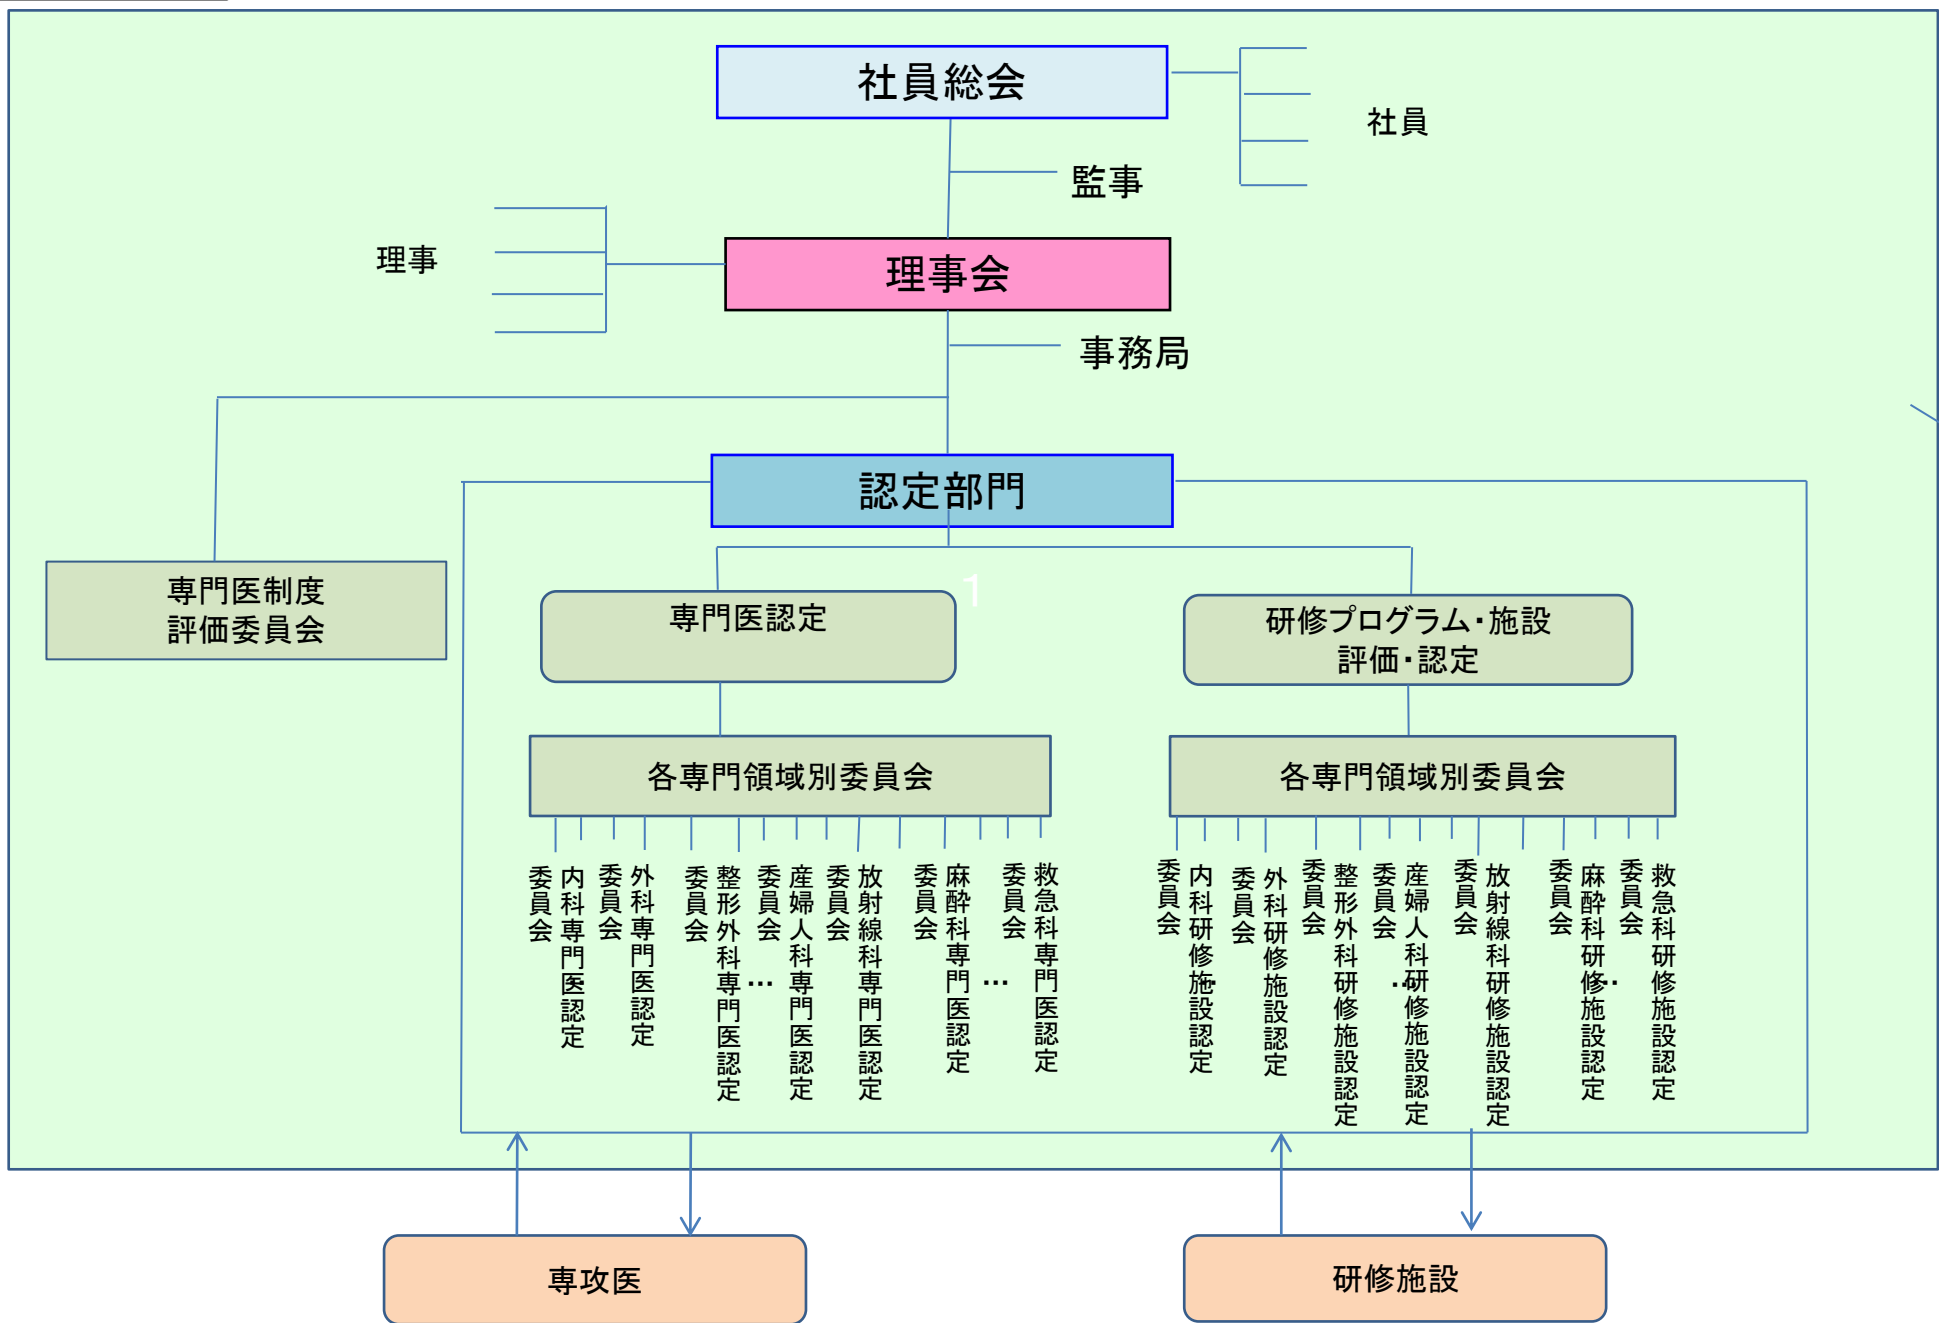 社員総会
社員
監事
理事
理事会
事務局
認定部門
専門医制度
評価委員会
1
専門医認定
研修プログラム・施設
評価・認定
各専門領域別委員会
各専門領域別委員会
内科専門医認定
委員会
外科専門医認定
委員会
整形外科専門医認定
委員会
…
産婦人科専門医認定
委員会
放射線科専門医認定
委員会
麻酔科専門医認定
委員会
…
救急科専門医認定
委員会
内科研修施設認定
委員会
外科研修施設認定
委員会
整形外科研修施設認定
委員会
…
産婦人科研修施設認定
委員会
放射線科研修施設認定
委員会
麻酔科研修施設認定
委員会
…
救急科研修施設認定
委員会
専攻医
研修施設